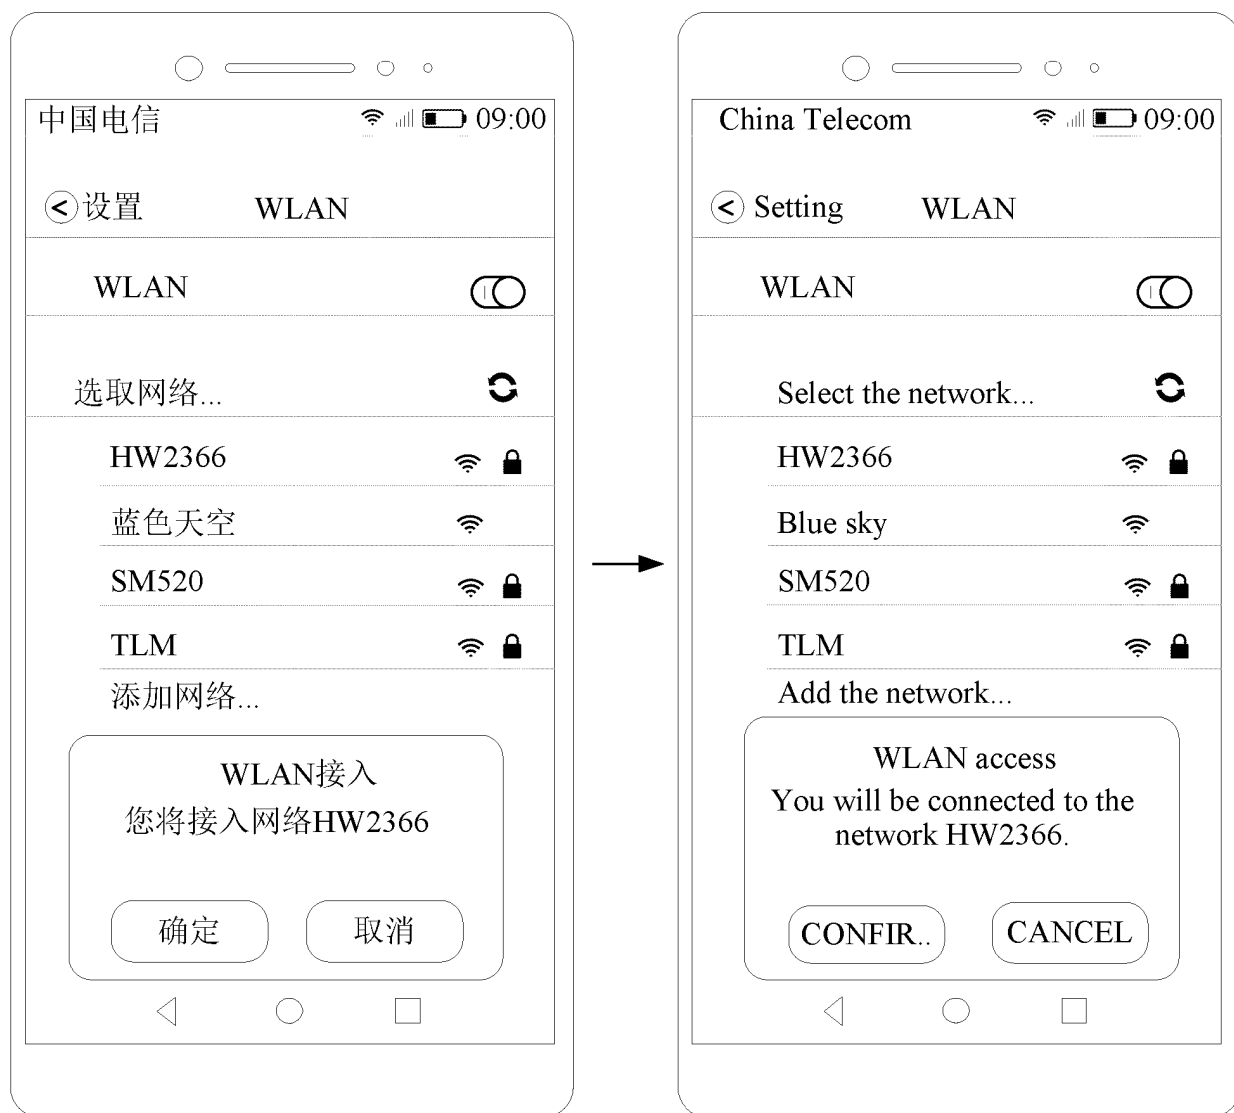 中国电信 09:00
设置 WLAN
WLAN
选取网络...
HW2366
蓝色天空
SM520
TLM
添加网络...
WLAN接入
您将接入网络HW2366
确定 取消
China Telecom 09:00
Setting WLAN
WLAN
Select the network...
HW2366
Blue sky
SM520
TLM
Add the network...
WLAN access
You will be connected to the
network HW2366.
CONFIR.. CANCEL